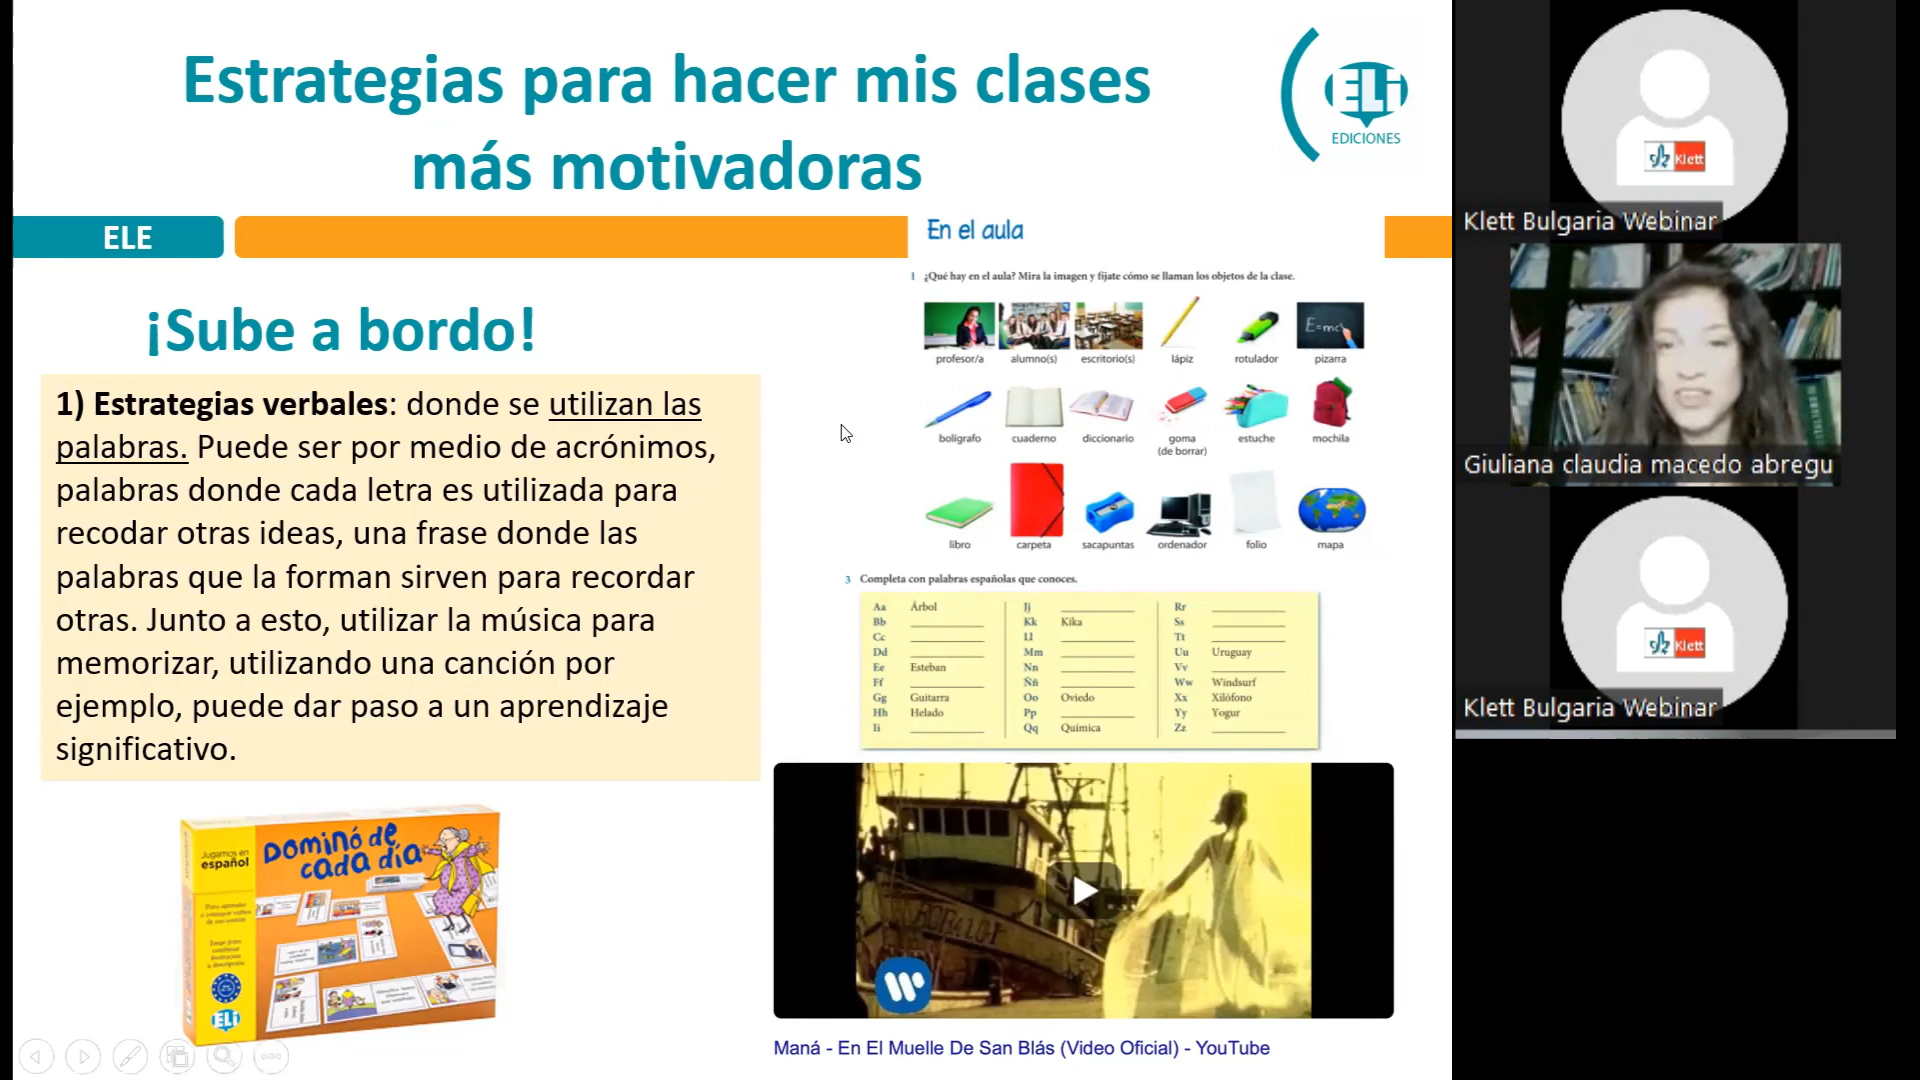 Estrategias para hacer mis clases
más motivadoras
ELi
EDICIONES
ELE
¡Sube a bordo!
1) Estrategias verbales: donde se utilizan las
palabras. Puede ser por medio de acrónimos,
palabras donde cada letra es utilizada para
recodar otras ideas, una frase donde las
palabras que la forman sirven para recordar
otras. Junto a esto, utilizar la música para
memorizar, utilizando una canción por
ejemplo, puede dar paso a un aprendizaje
significativo.
Jugamos en
español
Dominó de
cada día
ELi
En el aula
1 ¿Qué hay en el aula? Mira la imagen y fíjate cómo se llaman los objetos de la clase.
E=mc
profesor/a alumno(s) escritorio(s) lápiz rotulador pizarra
bolígrafo cuaderno diccionario goma estuche mochila
(de borrar)
libro carpeta sacapuntas ordenador folio mapa
3 Completa con palabras españolas que conoces.
Aa Árbol
Bb
Cc
Dd
Ee Esteban
Ff
Gg Guitarra
Hh Helado
Ii
Jj
Kk Kika
Ll
Mm
Nn
Ññ
Oo Oviedo
Pp
Qq Química
Rr
Ss
Tt
Uu Uruguay
Vv
Ww Windsurf
Xx Xilófono
Yy Yogur
Zz
Maná - En El Muelle De San Blás (Video Oficial) - YouTube
Klett
Klett Bulgaria Webinar
Giuliana claudia macedo abregu
Klett
Klett Bulgaria Webinar